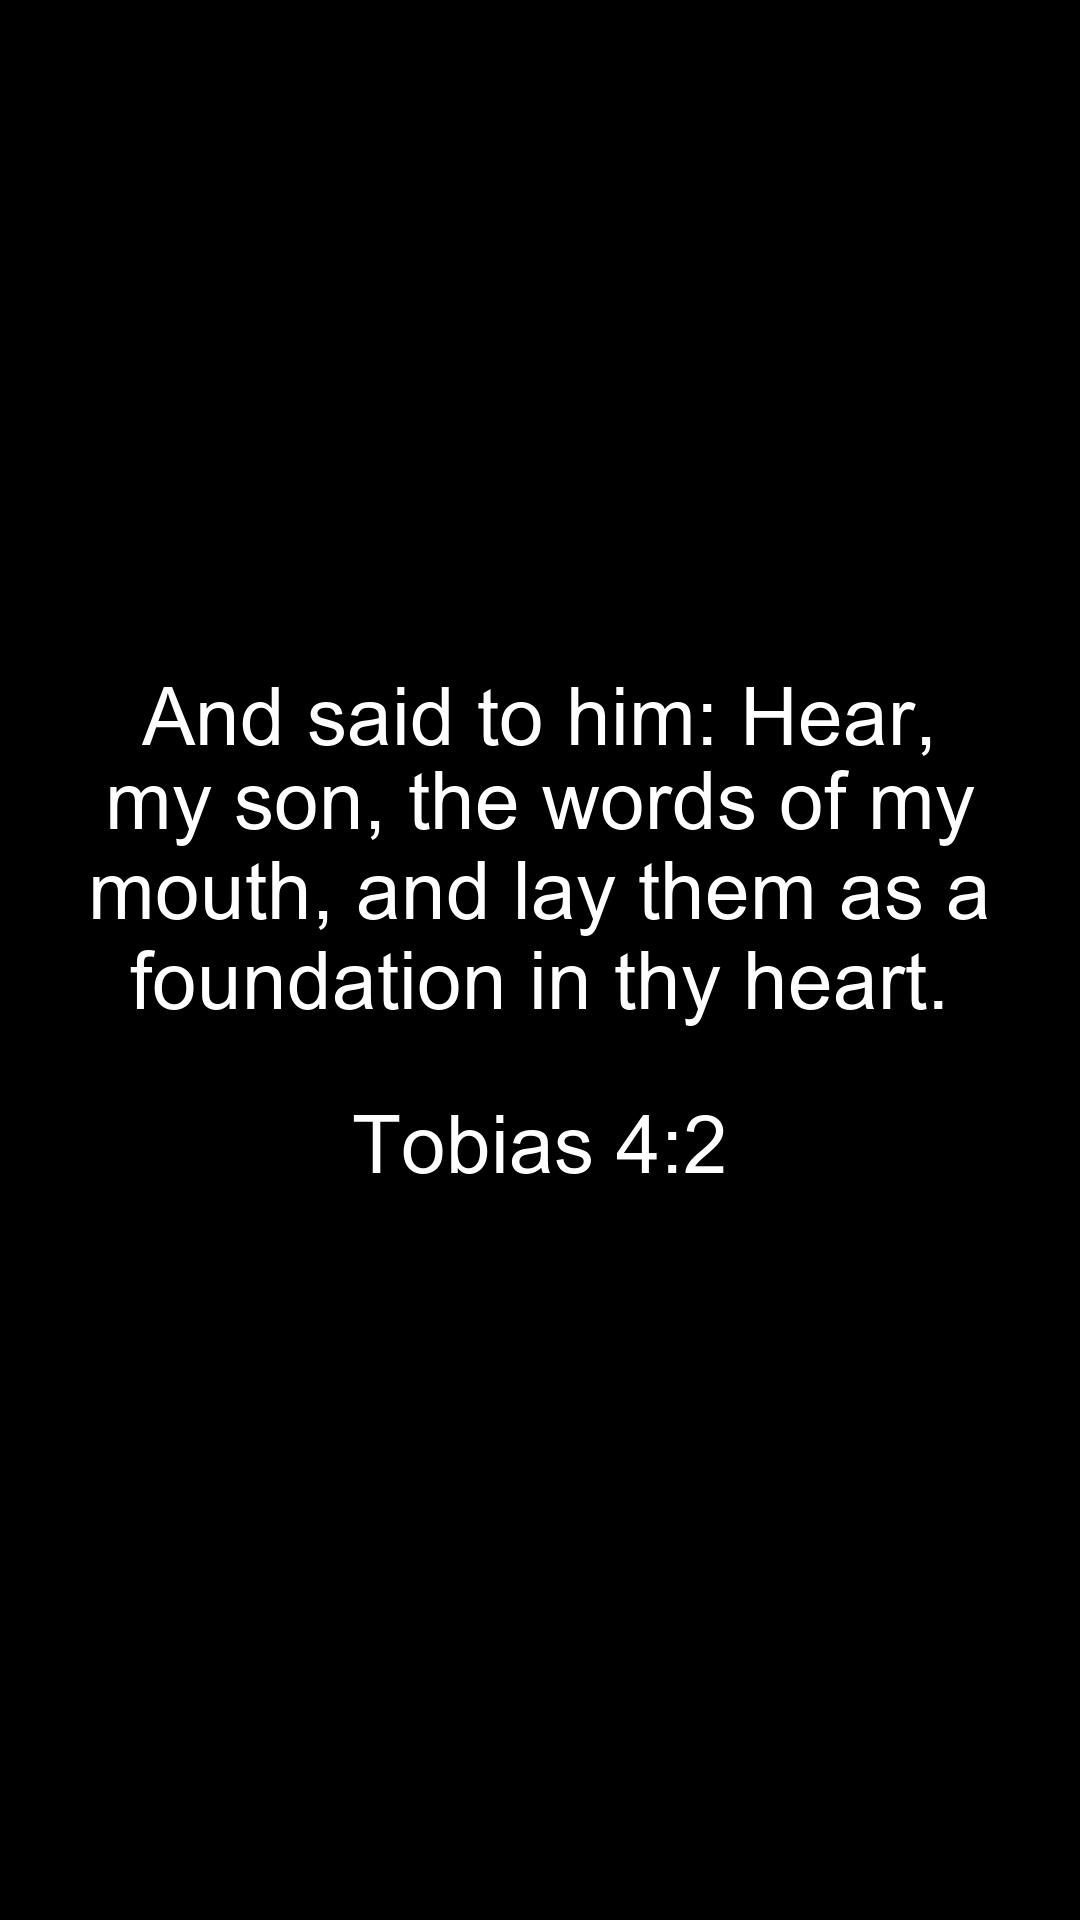 And said to him: Hear,
my son, the words of my
mouth, and lay them as a
foundation in thy heart.
Tobias 4:2